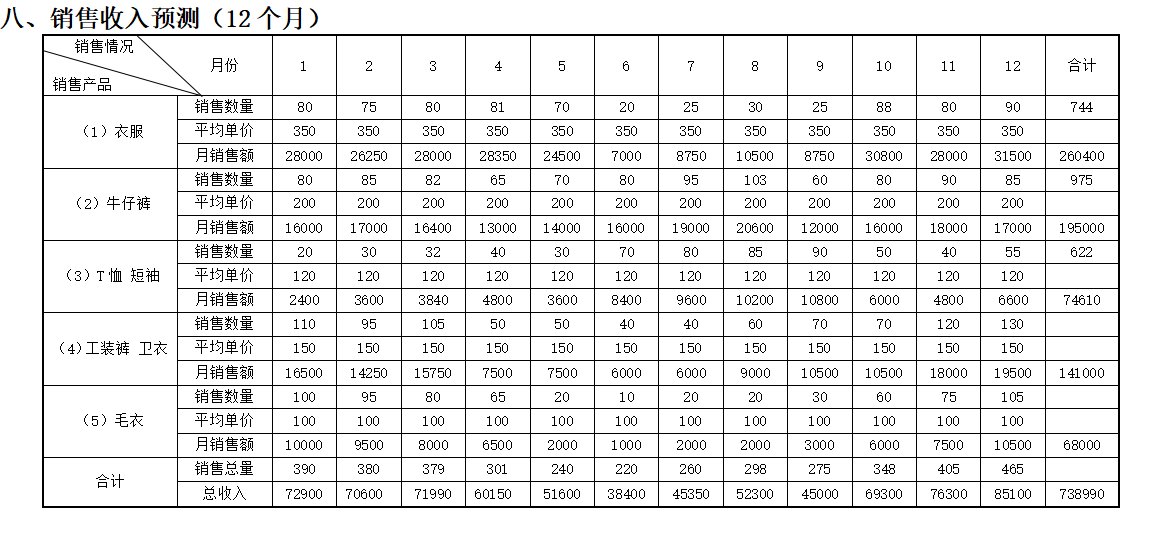 八、销售收入预测（12 个月）
销售情况
销售产品
月份 1 2 3 4 5 6 7 8 9 10 11 12 合计
（1）衣服
销售数量 80 75 80 81 70 20 25 30 25 88 80 90 744
平均单价 350 350 350 350 350 350 350 350 350 350 350 350
月销售额 28000 26250 28000 28350 24500 7000 8750 10500 8750 30800 28000 31500 260400
（2）牛仔裤
销售数量 80 85 82 65 70 80 95 103 60 80 90 85 975
平均单价 200 200 200 200 200 200 200 200 200 200 200 200
月销售额 16000 17000 16400 13000 14000 16000 19000 20600 12000 16000 18000 17000 195000
（3）T 恤 短袖
销售数量 20 30 32 40 30 70 80 85 90 50 40 55 622
平均单价 120 120 120 120 120 120 120 120 120 120 120 120
月销售额 2400 3600 3840 4800 3600 8400 9600 10200 10800 6000 4800 6600 74610
（4）工装裤 卫衣
销售数量 110 95 105 50 50 40 40 60 70 70 120 130
平均单价 150 150 150 150 150 150 150 150 150 150 150 150
月销售额 16500 14250 15750 7500 7500 6000 6000 9000 10500 10500 18000 19500 141000
（5）毛衣
销售数量 100 95 80 65 20 10 20 20 30 60 75 105
平均单价 100 100 100 100 100 100 100 100 100 100 100 100
月销售额 10000 9500 8000 6500 2000 1000 2000 2000 3000 6000 7500 10500 68000
合计
销售总量 390 380 379 301 240 220 260 298 275 348 405 465
总收入 72900 70600 71990 60150 51600 38400 45350 52300 45000 69300 76300 85100 738990